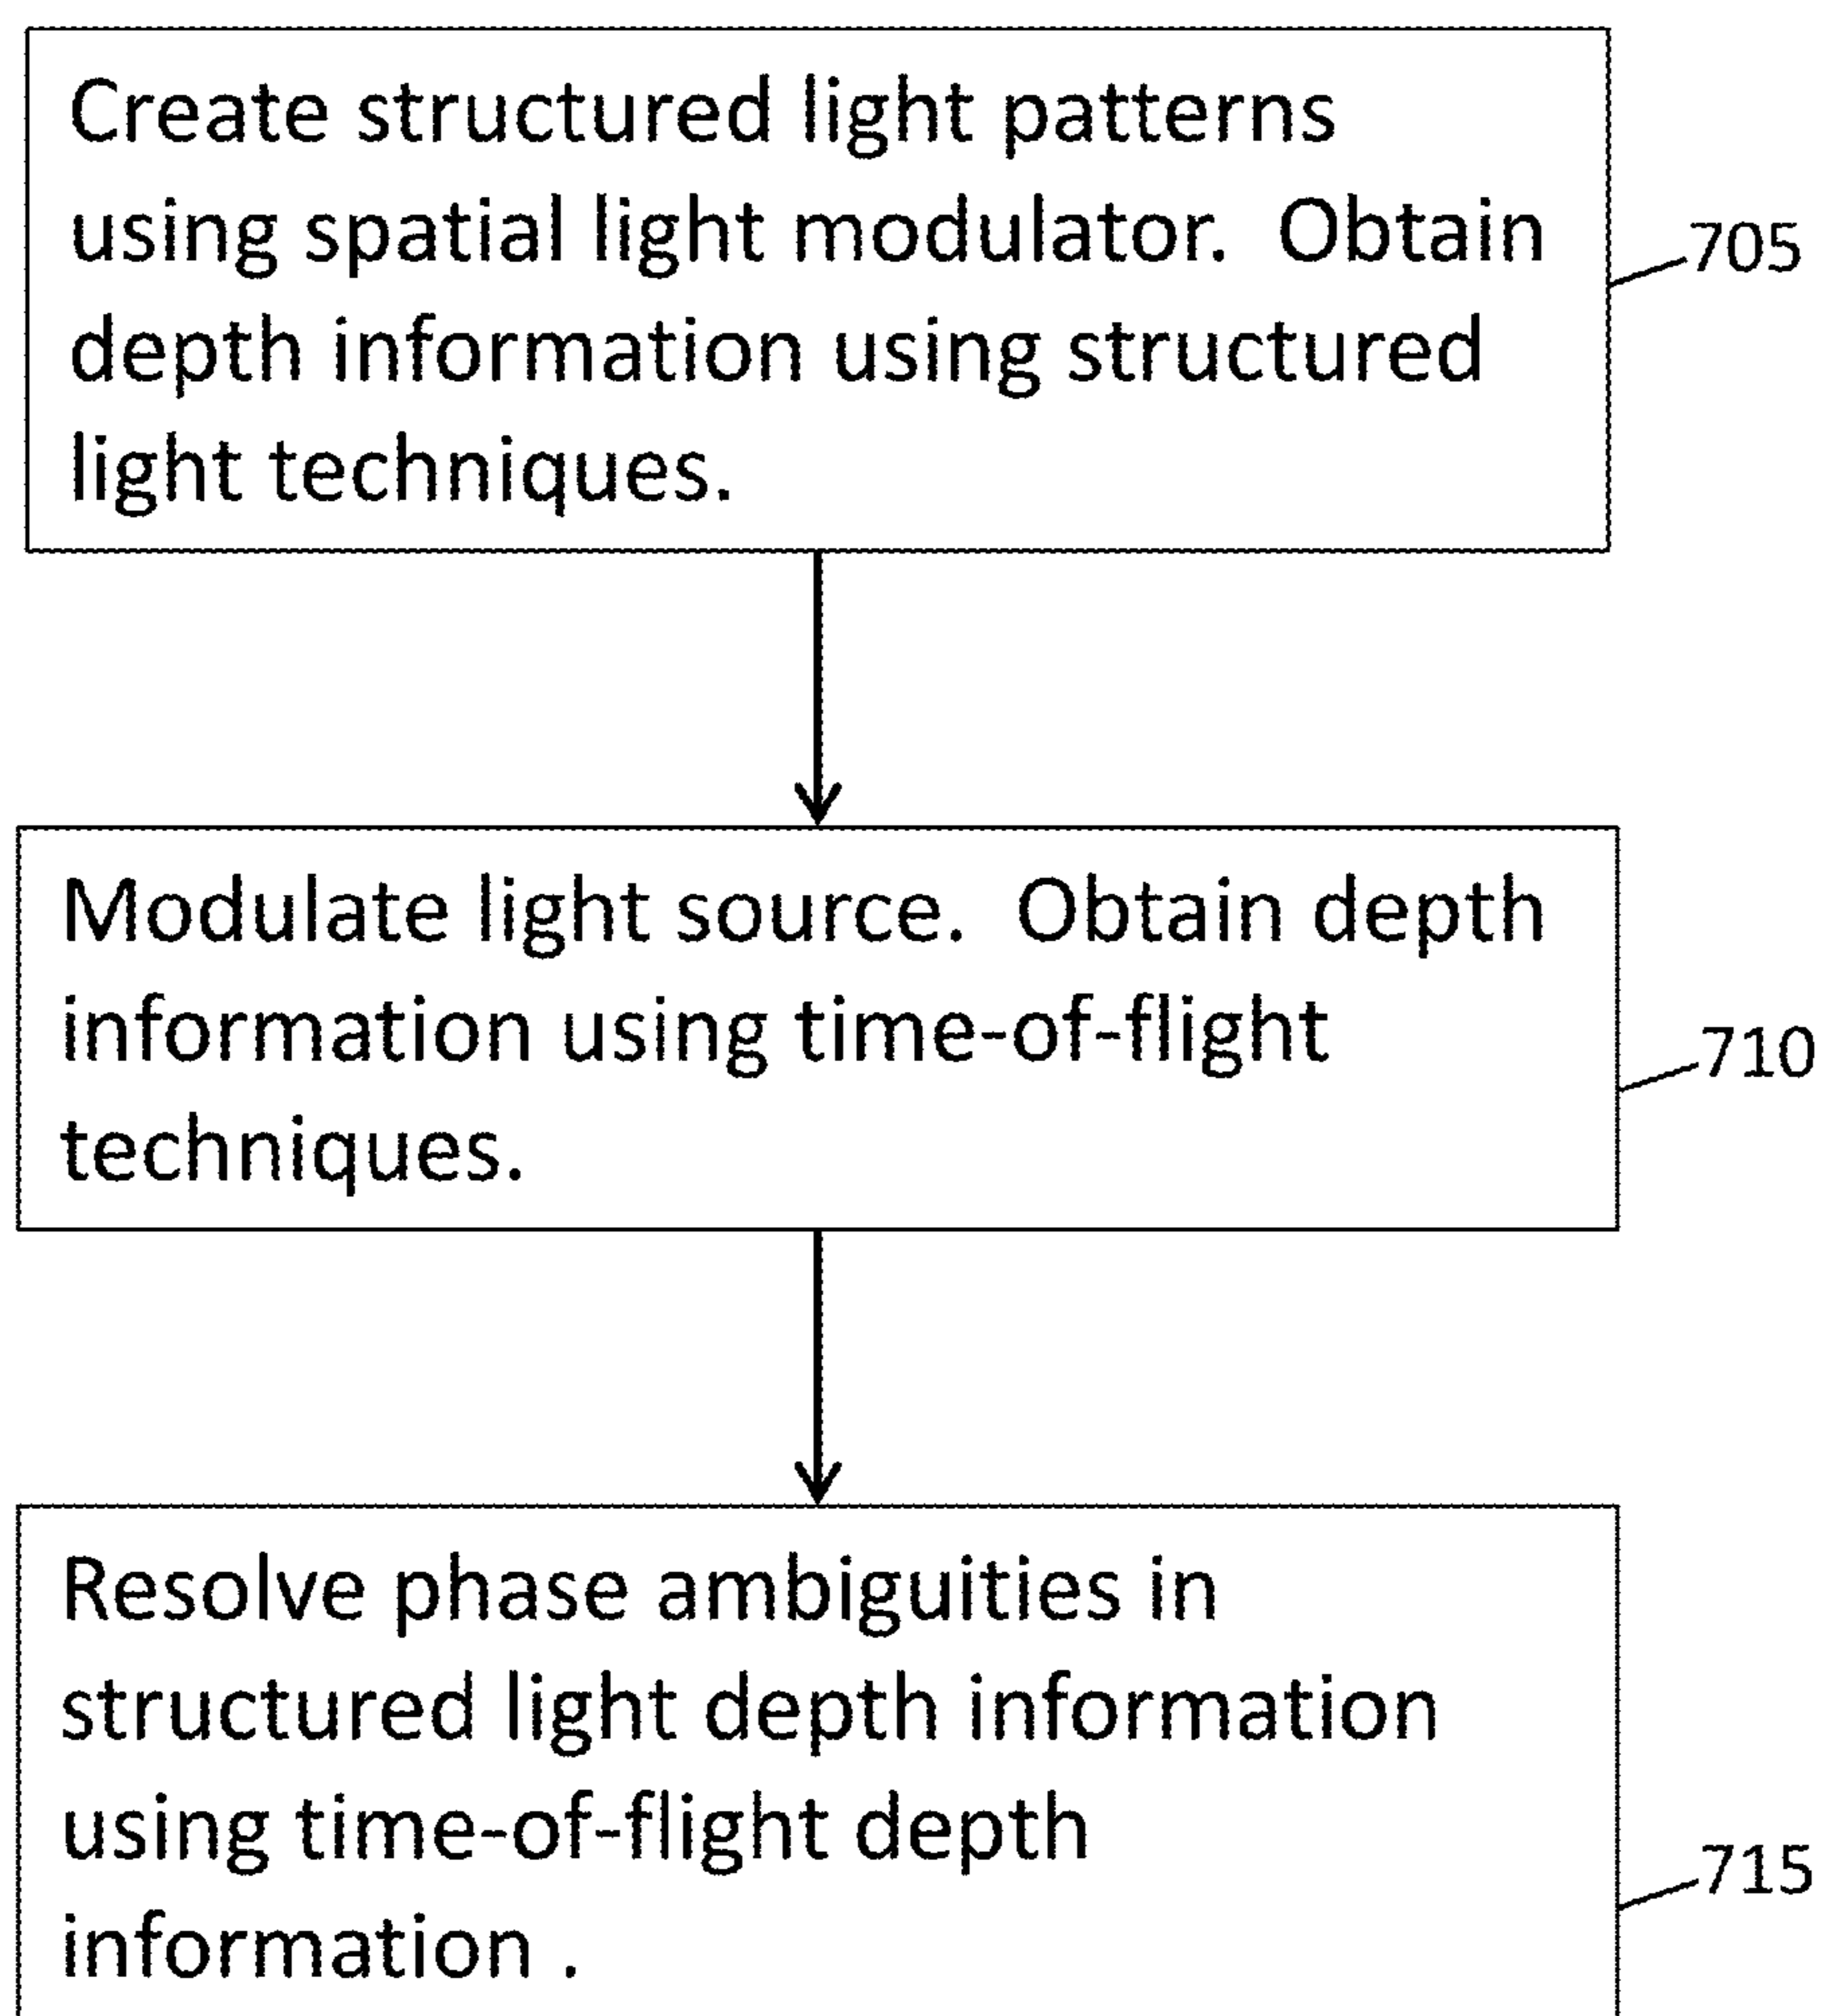 Create structured light patterns
using spatial light modulator.  Obtain
depth information using structured
light techniques.
705
Modulate light source.  Obtain depth
information using time-of-flight
techniques.
710
Resolve phase ambiguities in
structured light depth information
using time-of-flight depth
information .
715